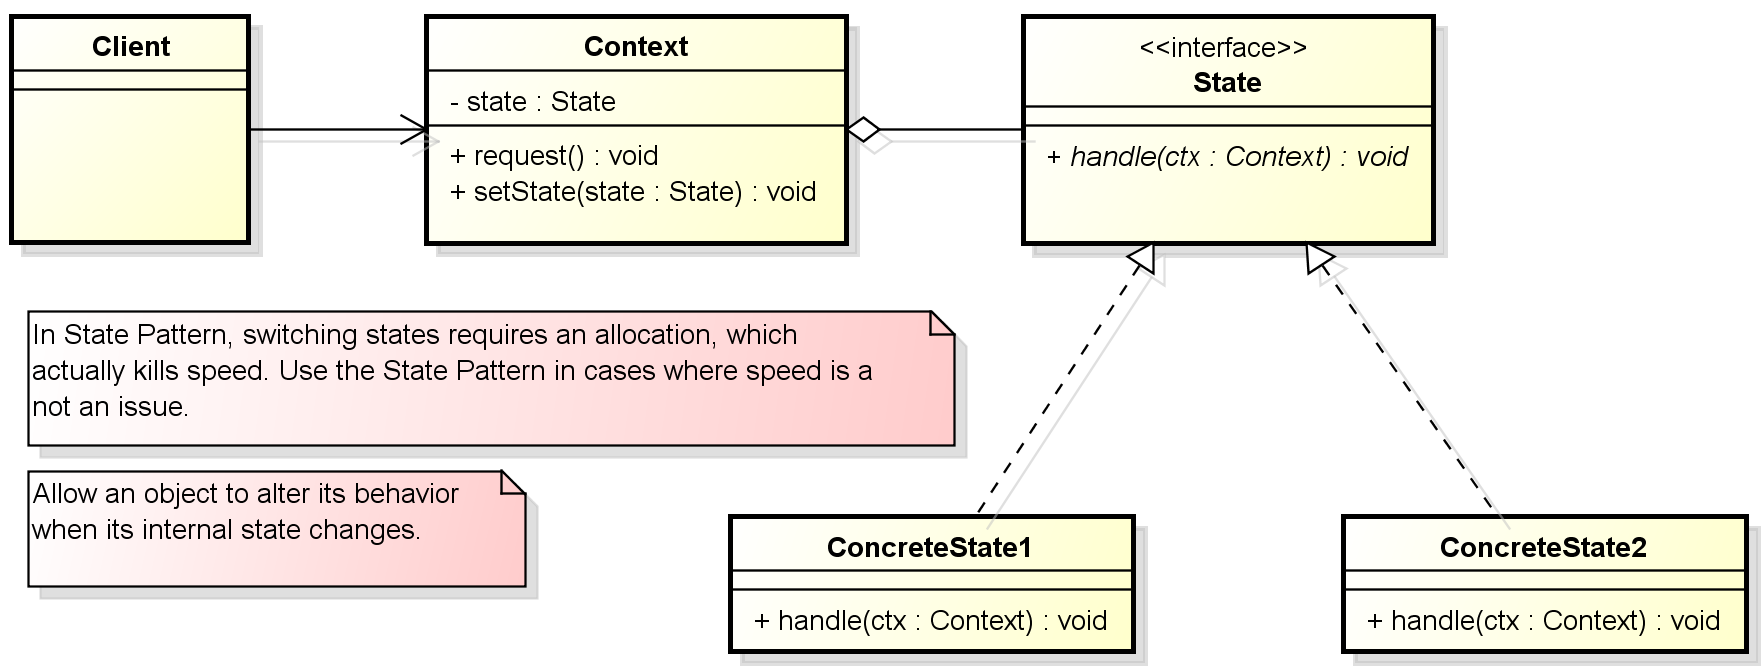 Client
Context
- state : State
+ request() : void
+ setState(state : State) : void
<<interface>>
State
+ handle(ctx : Context) : void
In State Pattern, switching states requires an allocation, which
actually kills speed. Use the State Pattern in cases where speed is a
not an issue.
Allow an object to alter its behavior
when its internal state changes.
ConcreteState1
+ handle(ctx : Context) : void
ConcreteState2
+ handle(ctx : Context) : void